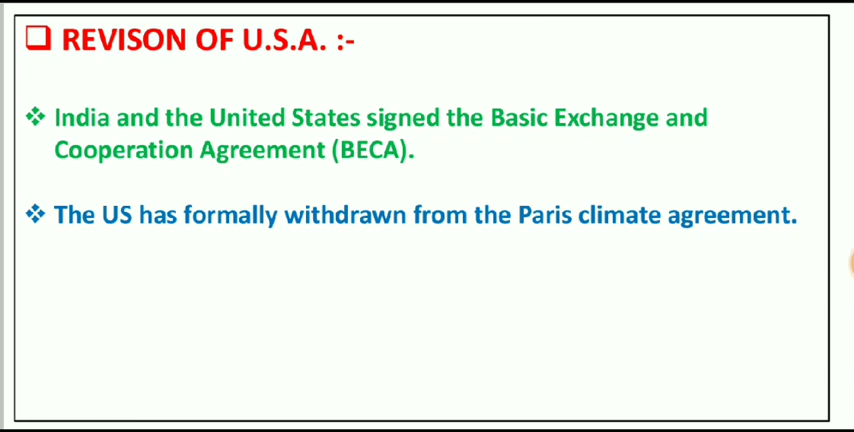 ❑ REVISON OF U.S.A. :-
❖ India and the United States signed the Basic Exchange and
Cooperation Agreement (BECA).
❖ The US has formally withdrawn from the Paris climate agreement.